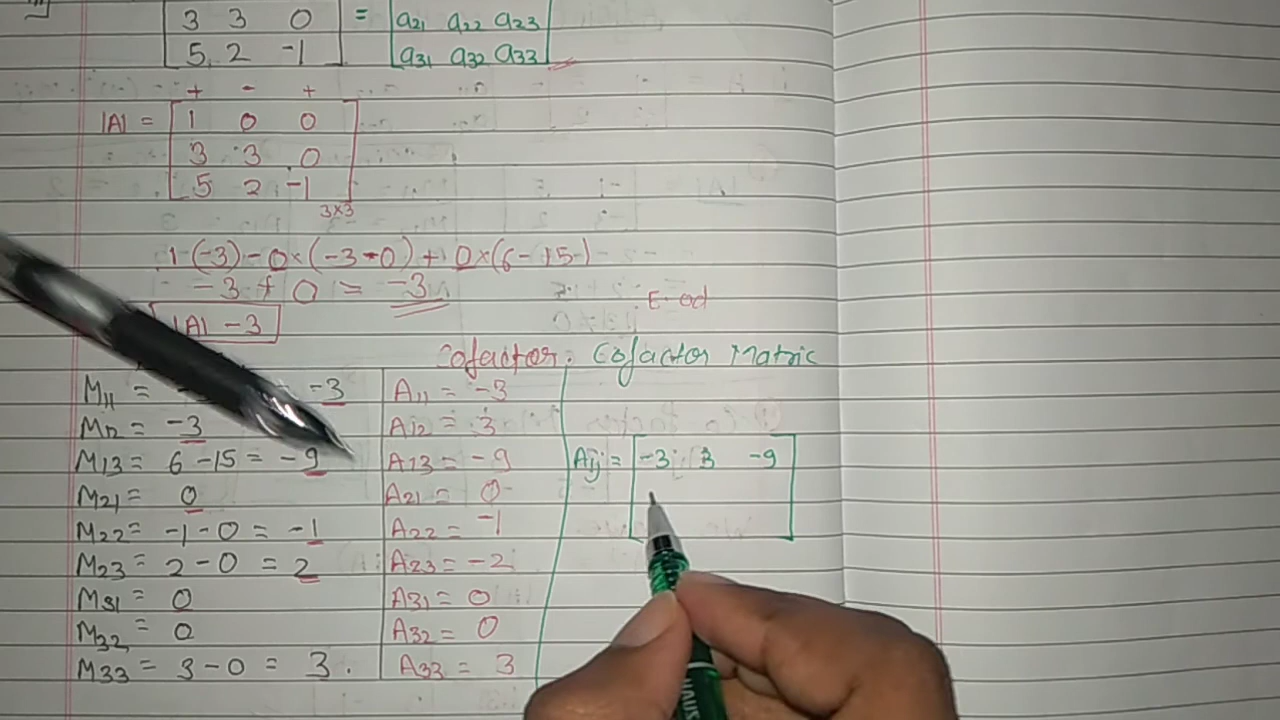 3 3 0 = a21 a22 a23
5, 2 -1 a31 a32 a33
+ - +
|A| = 1 0 0
3 3 0
5 2 -1
3×3
1 (-3) - 0 × (-3-0) + 0 × (6 - 15)
-3 + 0 = -3
|A| - 3
Cofactor: Cofactor Matric
M11 = -3 A11 = -3
M12 = -3 A12 = 3
M13 = 6 - 15 = -9 A13 = -9 Aij = -3 3 -9
M21 = 0 A21 = 0
M22 = -1 - 0 = -1 A22 = -1
M23 = 2 - 0 = 2 A23 = -2
M31 = 0 A31 = 0
M32 = 0 A32 = 0
M33 = 3 - 0 = 3. A33 = 3